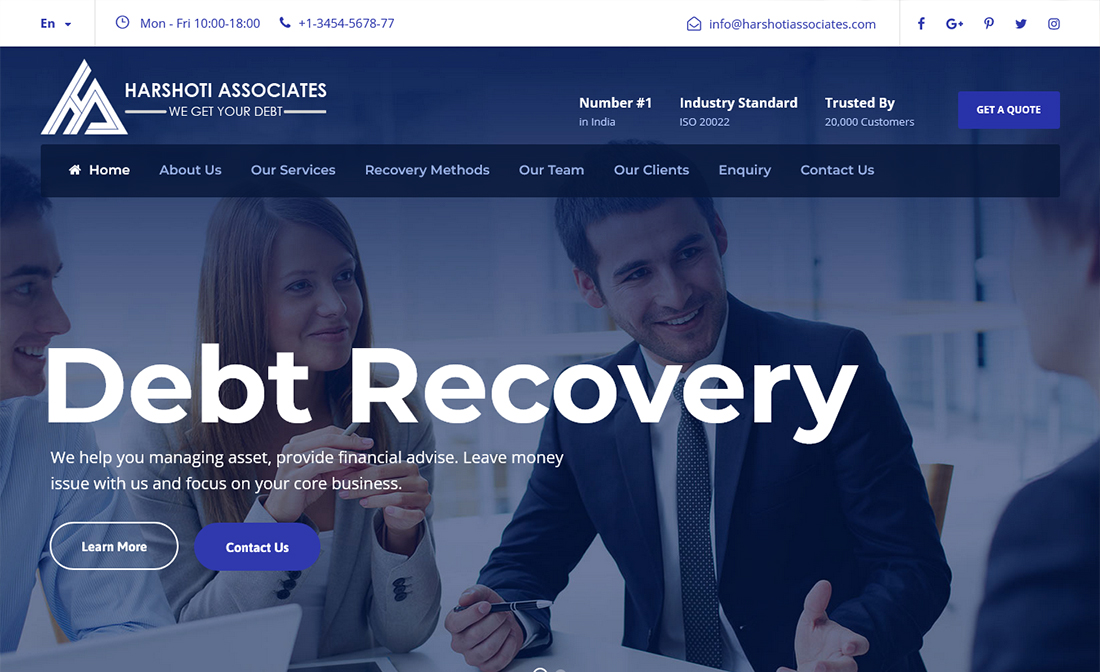 En
Mon - Fri 10:00-18:00
+1-3454-5678-77
info@harshotiassociates.com
HARSHOTI ASSOCIATES
WE GET YOUR DEBT
Number #1
in India
Industry Standard
ISO 20022
Trusted By
20,000 Customers
GET A QUOTE
Home
About Us
Our Services
Recovery Methods
Our Team
Our Clients
Enquiry
Contact Us
Debt Recovery
We help you managing asset, provide financial advise. Leave money
issue with us and focus on your core business.
Learn More
Contact Us